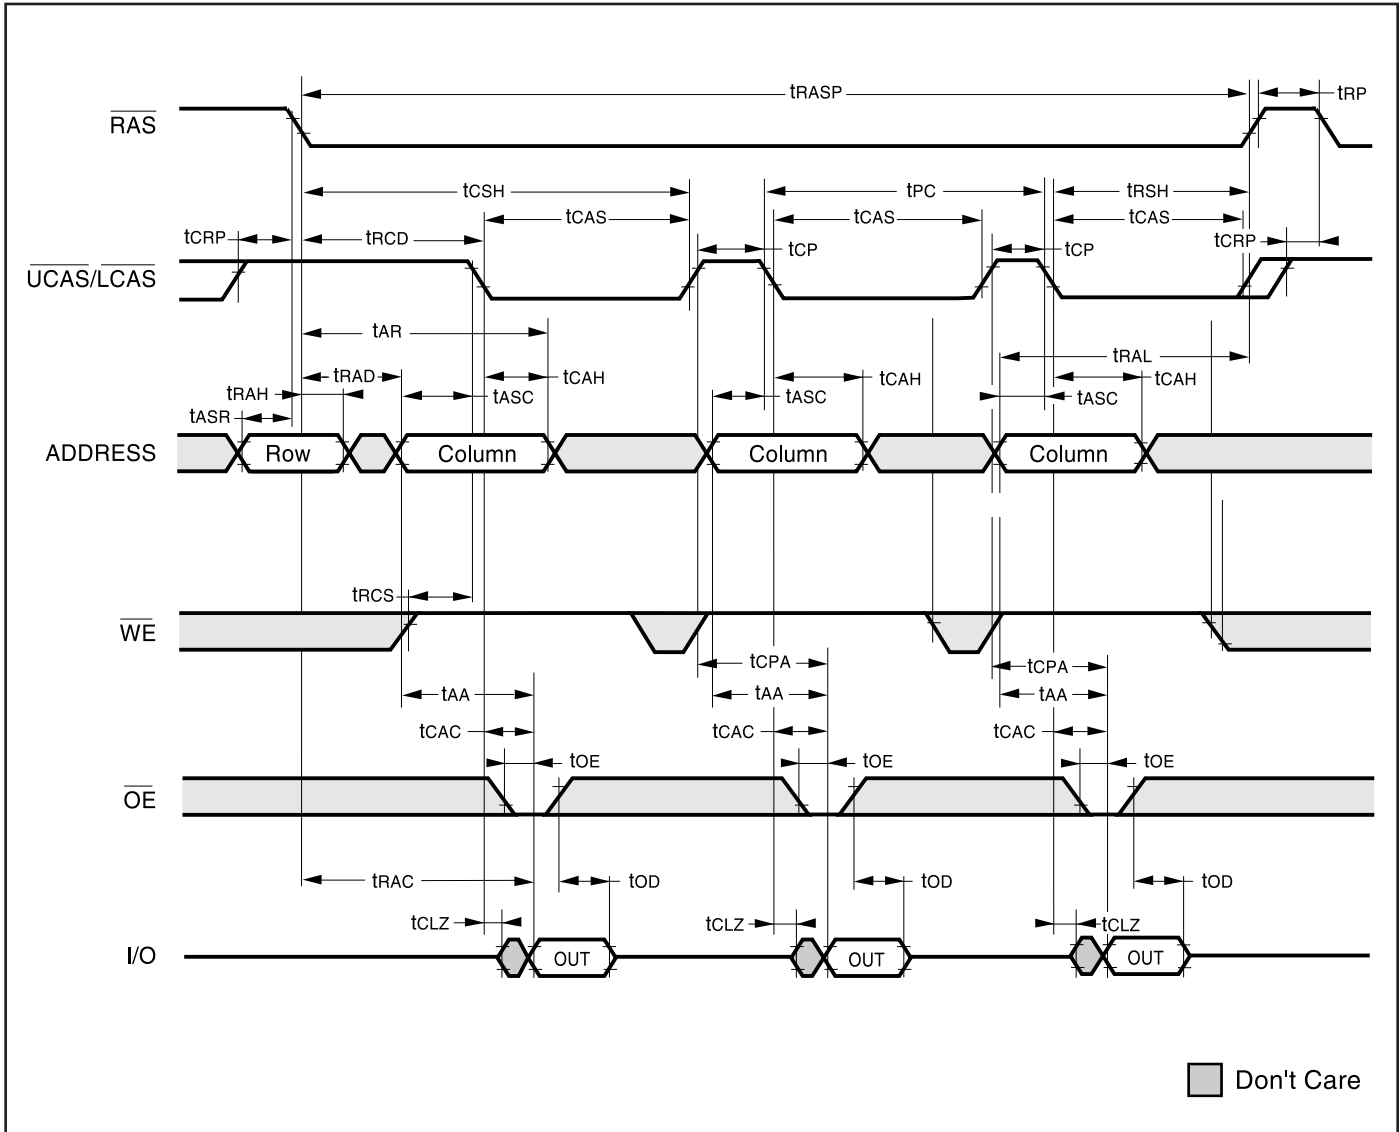 tRASP
tRP
RAS
tCSH
tPC
tRSH
tCAS
tCAS
tCAS
tCRP
tRCD
tCP
tCP
tCRP
UCAS/LCAS
tAR
tRAL
tRAD
tCAH
tCAH
tCAH
tRAH
tASC
tASC
tASC
tASR
ADDRESS
Row
Column
Column
Column
tRCS
WE
tCPA
tCPA
tAA
tAA
tAA
tCAC
tCAC
tCAC
tOE
tOE
tOE
OE
tRAC
tOD
tOD
tOD
tCLZ
tCLZ
tCLZ
I/O
OUT
OUT
OUT
Don't Care